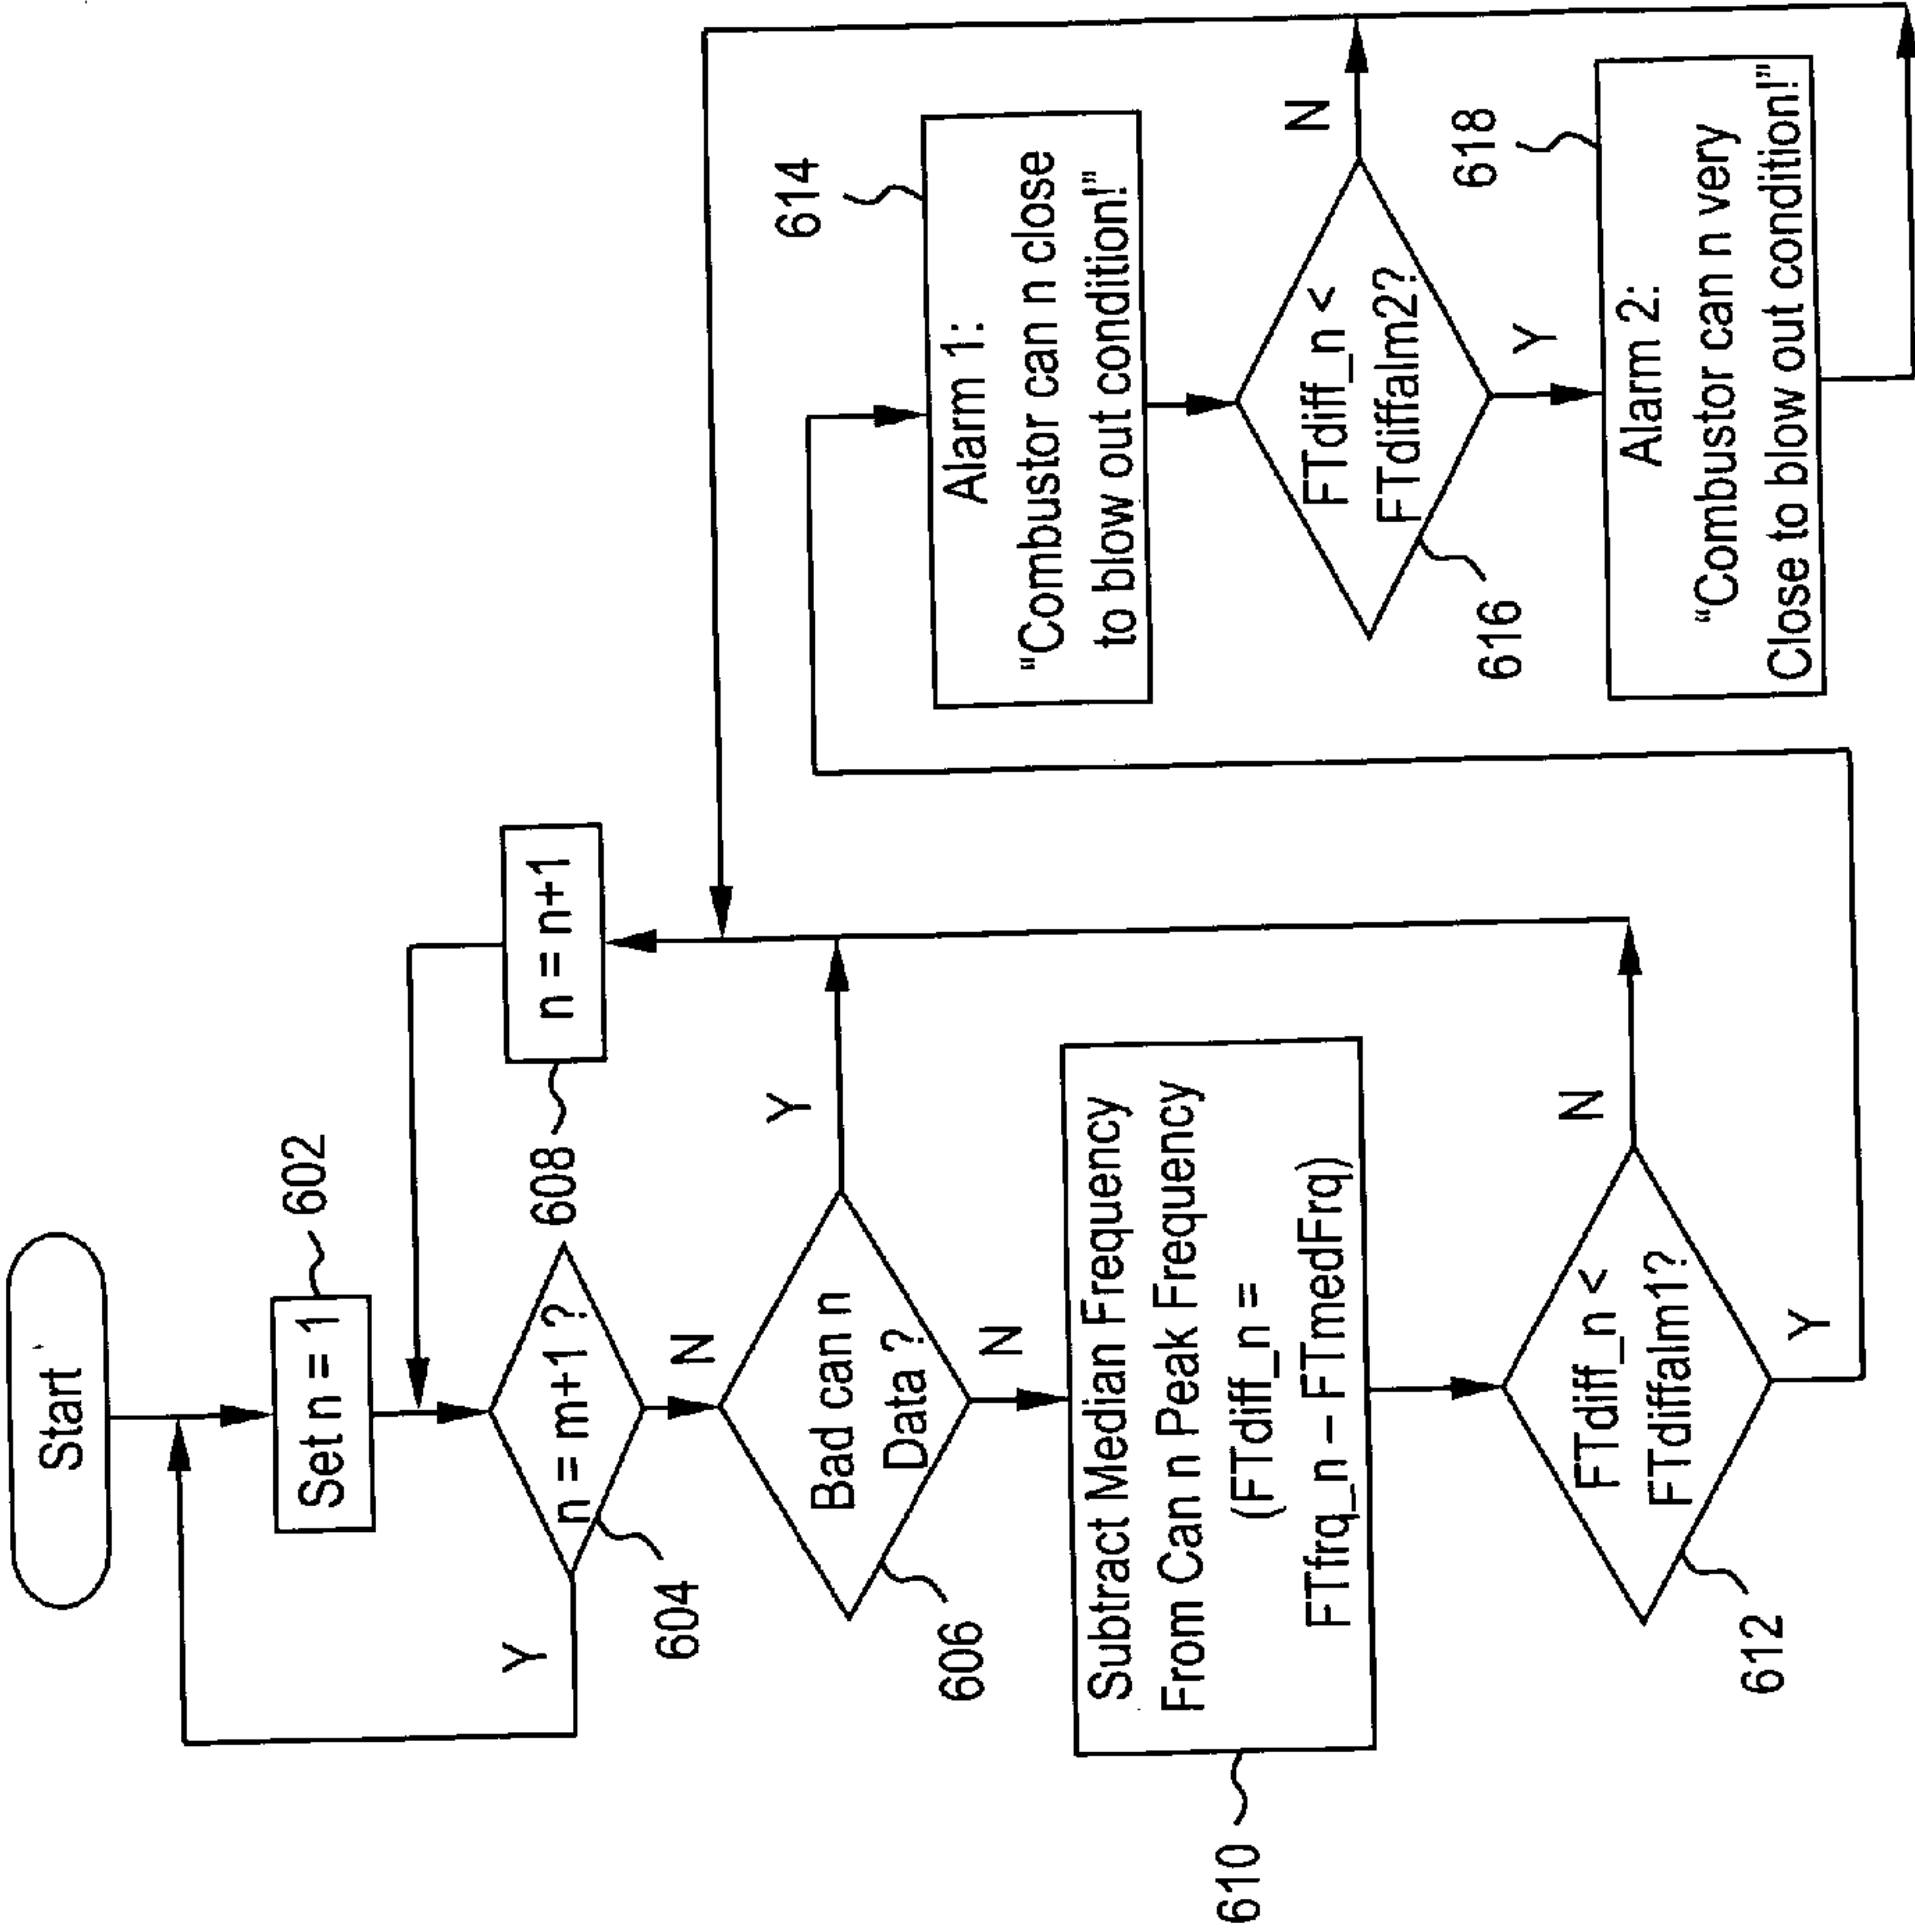 Start
Set n = 1
602
n = m+1 ?
Y
604
N
n = n+1
608
Bad can n
Data ?
Y
606
N
Subtract Median Frequency
From Can n Peak Frequency
(FTdiff_n =
FTfrq_n – FTmedFrq)
610
FTdiff_n <
FTdiffalm1?
N
612
Y
614
Alarm 1:
"Combustor can n close
to blow out condition!"
FTdiff_n <
FTdiffalm2?
N
616
Y
618
Alarm 2:
"Combustor can n very
Close to blow out condition!"